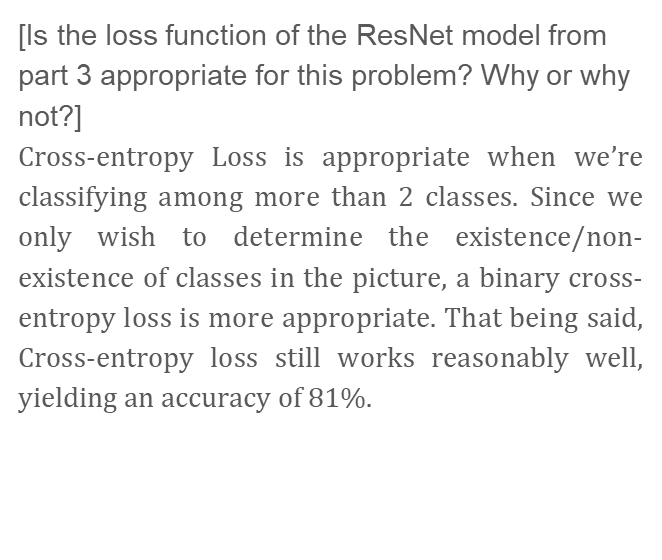 [Is the loss function of the ResNet model from
part 3 appropriate for this problem? Why or why
not?]
Cross-entropy Loss is appropriate when we’re
classifying among more than 2 classes. Since we
only wish to determine the existence/non-
existence of classes in the picture, a binary cross-
entropy loss is more appropriate. That being said,
Cross-entropy loss still works reasonably well,
yielding an accuracy of 81%.